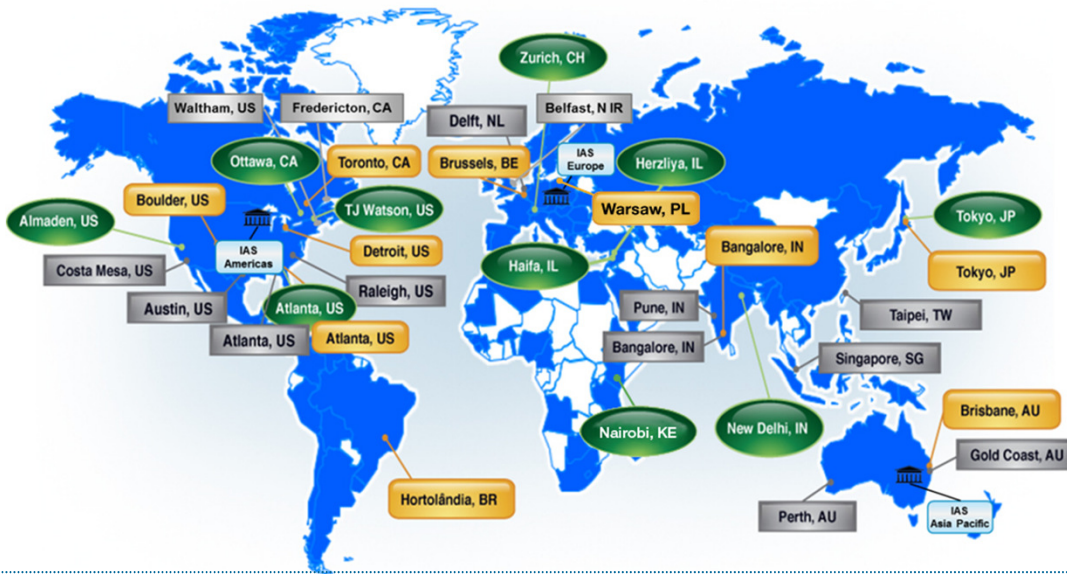 Zurich, CH
Waltham, US
Fredericton, CA
Delft, NL
Belfast, N IR
Ottawa, CA
Toronto, CA
Brussels, BE
IAS
Europe
Herzliya, IL
Boulder, US
TJ Watson, US
Warsaw, PL
Almaden, US
Tokyo, JP
IAS
Americas
Detroit, US
Bangalore, IN
Costa Mesa, US
Haifa, IL
Tokyo, JP
Raleigh, US
Austin, US
Atlanta, US
Pune, IN
Taipei, TW
Atlanta, US
Atlanta, US
Bangalore, IN
Singapore, SG
Nairobi, KE
New Delhi, IN
Brisbane, AU
Gold Coast, AU
Hortolândia, BR
Perth, AU
IAS
Asia Pacific